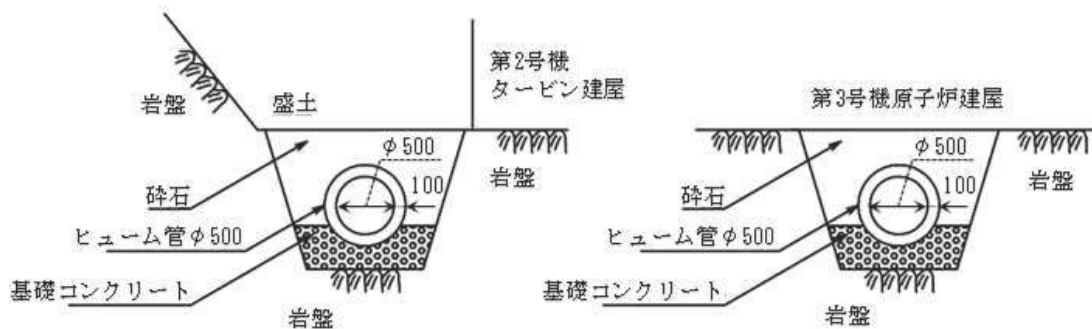 第2号機
タービン建屋
岩盤
盛土
φ500
岩盤
100
砕石
ヒューム管φ500
基礎コンクリート
岩盤
第3号機原子炉建屋
φ500
岩盤
100
砕石
ヒューム管φ500
基礎コンクリート
岩盤